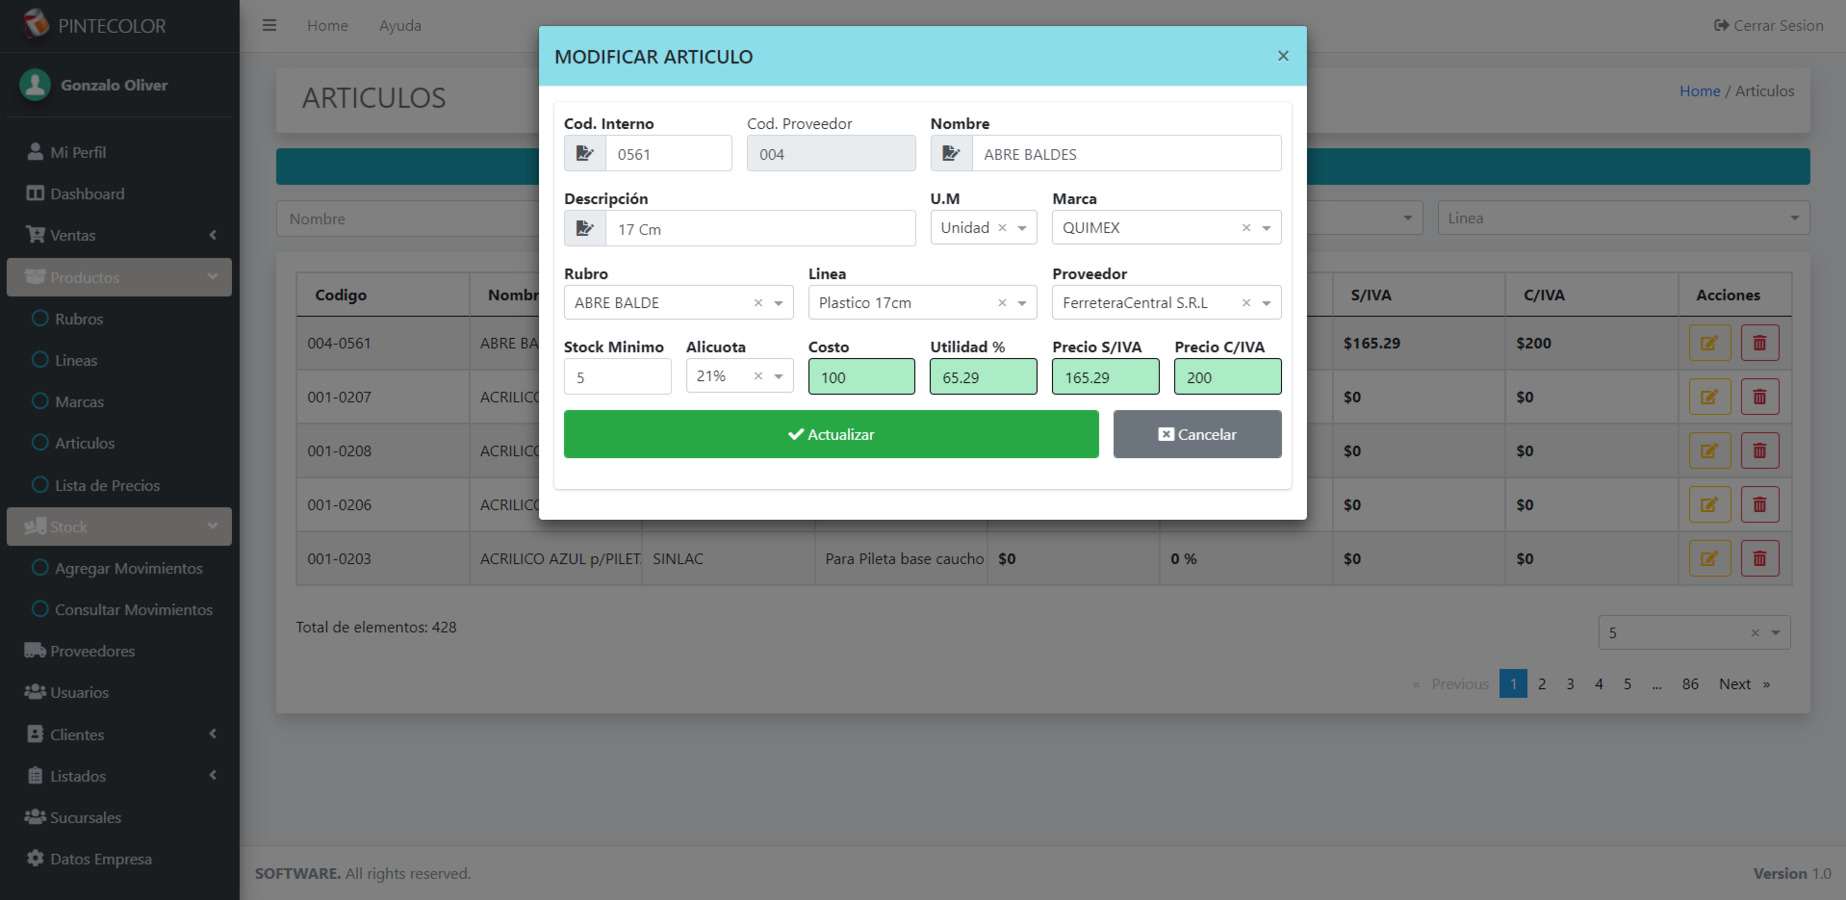 PINTECOLOR
Home Ayuda
Cerrar Sesion
Gonzalo Oliver
Mi Perfil
Dashboard
Ventas
Productos
Rubros
Lineas
Marcas
Articulos
Lista de Precios
Stock
Agregar Movimientos
Consultar Movimientos
Proveedores
Usuarios
Clientes
Listados
Sucursales
Datos Empresa
ARTICULOS
Home / Articulos
Nombre
Linea
MODIFICAR ARTICULO ×
Cod. Interno Cod. Proveedor Nombre
0561 004 ABRE BALDES
Descripción U.M Marca
17 Cm Unidad × QUIMEX ×
Rubro Linea Proveedor
ABRE BALDE × Plastico 17cm × FerreteraCentral S.R.L ×
Stock Minimo Alicuota Costo Utilidad % Precio S/IVA Precio C/IVA
5 21% × 100 65.29 165.29 200
Actualizar Cancelar
Codigo Nombr S/IVA C/IVA Acciones
004-0561 ABRE BA $165.29 $200
001-0207 ACRILICO $0 $0
001-0208 ACRILICO $0 $0
001-0206 ACRILICO $0 $0
001-0203 ACRILICO AZUL p/PILET. SINLAC Para Pileta base caucho $0 0 % $0 $0
Total de elementos: 428
5 ×
« Previous 1 2 3 4 5 ... 86 Next »
SOFTWARE. All rights reserved.
Version 1.0